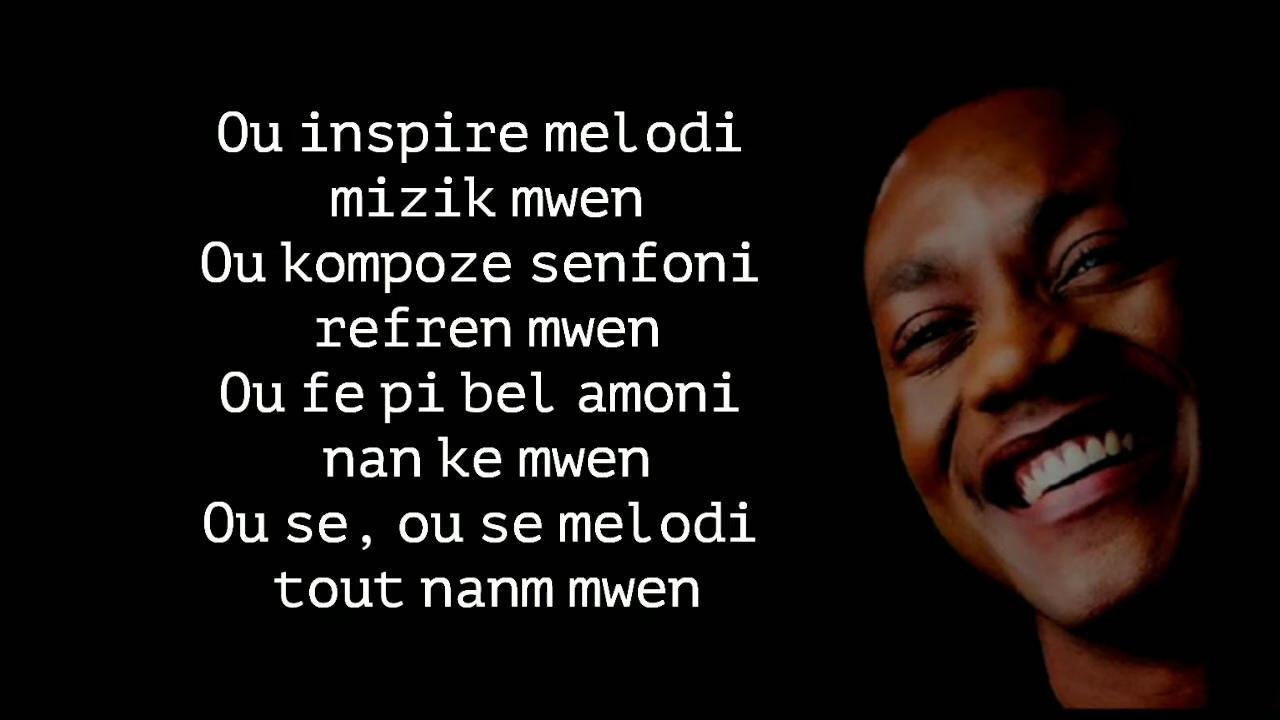 Ou inspire melodi
mizik mwen
Ou kompoze senfoni
refren mwen
Ou fe pi bel amoni
nan ke mwen
Ou se, ou se melodi
tout nanm mwen